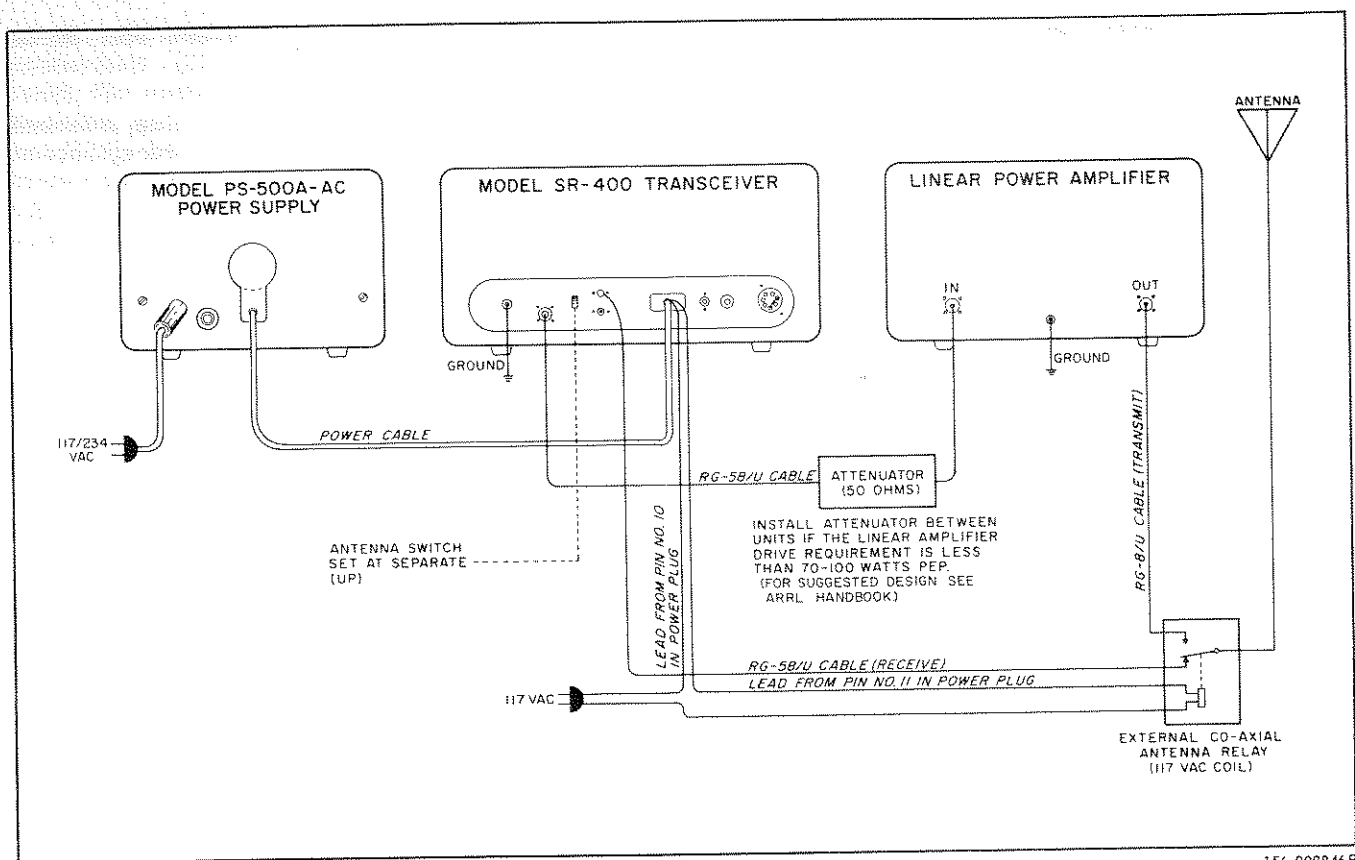 ANTENNA
MODEL PS-500A-AC
POWER SUPPLY
MODEL SR-400 TRANSCEIVER
LINEAR POWER AMPLIFIER
IN
OUT
GROUND
GROUND
117/234
VAC
POWER CABLE
RG-58/U CABLE
ATTENUATOR
(50 OHMS)
RG-8/U CABLE (TRANSMIT)
INSTALL ATTENUATOR BETWEEN
UNITS IF THE LINEAR AMPLIFIER
DRIVE REQUIREMENT IS LESS
THAN 70-100 WATTS PEP.
(FOR SUGGESTED DESIGN SEE
ARRL HANDBOOK.)
ANTENNA SWITCH
SET AT SEPARATE
(UP)
LEAD FROM PIN NO. 10
IN POWER PLUG
RG-58/U CABLE (RECEIVE)
LEAD FROM PIN NO. 11 IN POWER PLUG
117 VAC
EXTERNAL CO-AXIAL
ANTENNA RELAY
(117 VAC COIL)